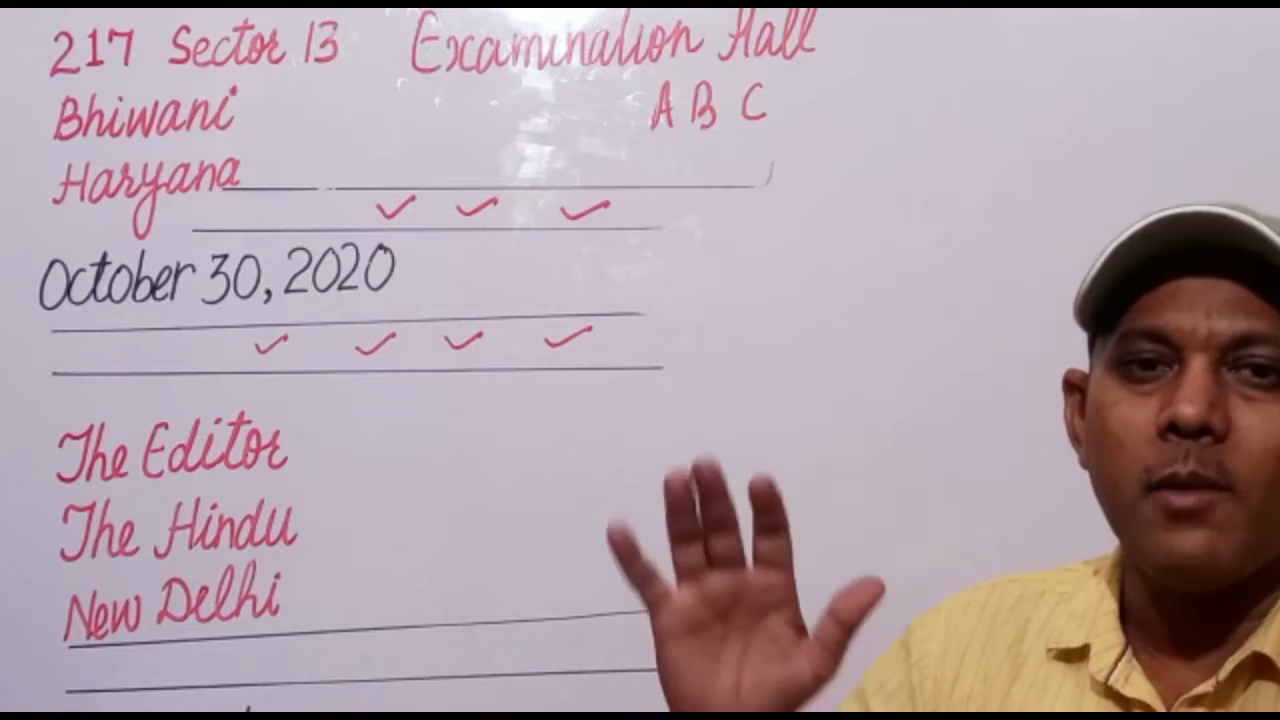 217 Sector 13 Examination Hall
Bhiwani A B C
Haryana
October 30, 2020
The Editor
The Hindu
New Delhi